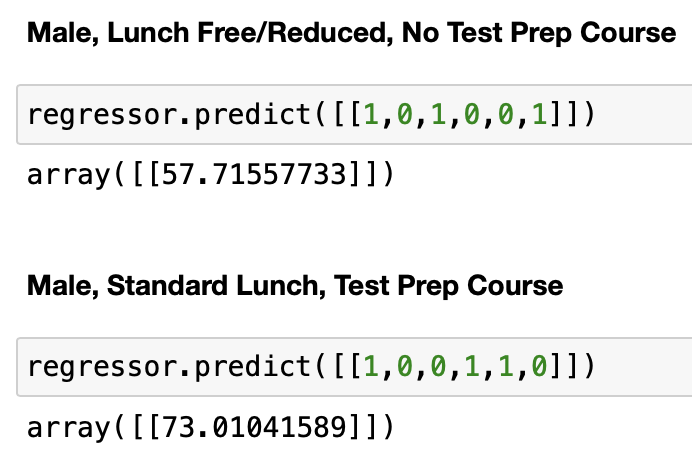 Male, Lunch Free/Reduced, No Test Prep Course
regressor.predict([[1,0,1,0,0,1]])
array([[57.71557733]])
Male, Standard Lunch, Test Prep Course
regressor.predict([[1,0,0,1,1,0]])
array([[73.01041589]])